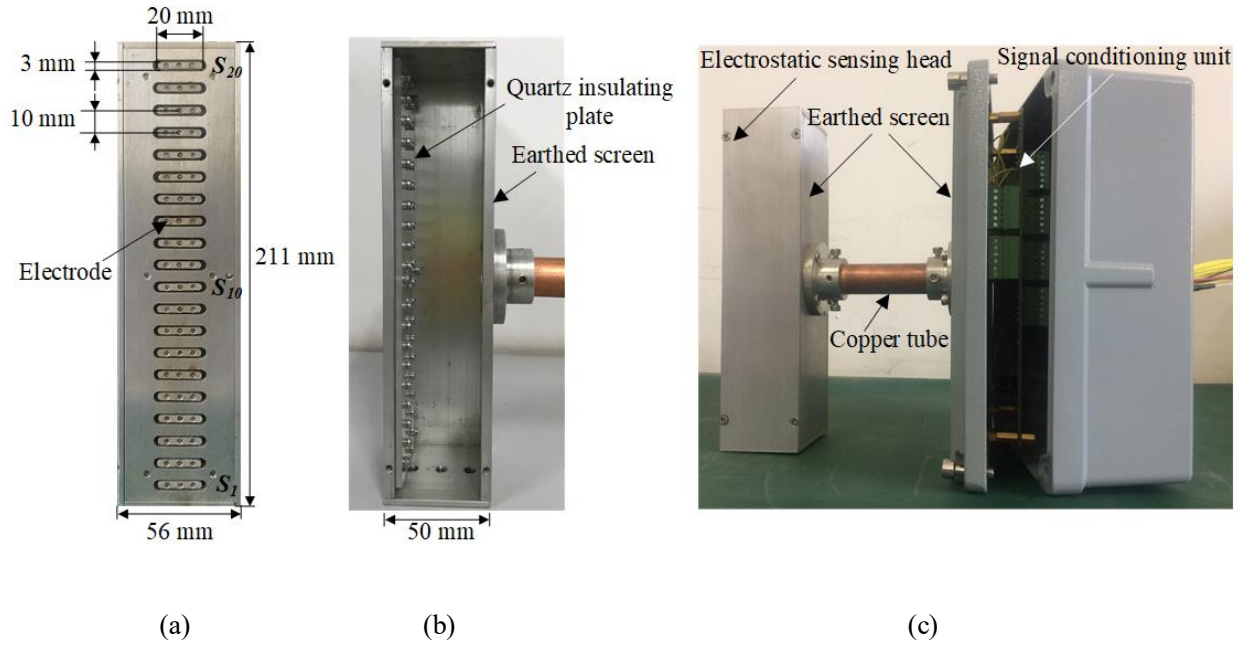 20 mm
3 mm
S20
10 mm
Electrode
S10
211 mm
S1
56 mm
Quartz insulating
plate
Earthed screen
50 mm
Electrostatic sensing head
Signal conditioning unit
Earthed screen
Copper tube
(a)
(b)
(c)